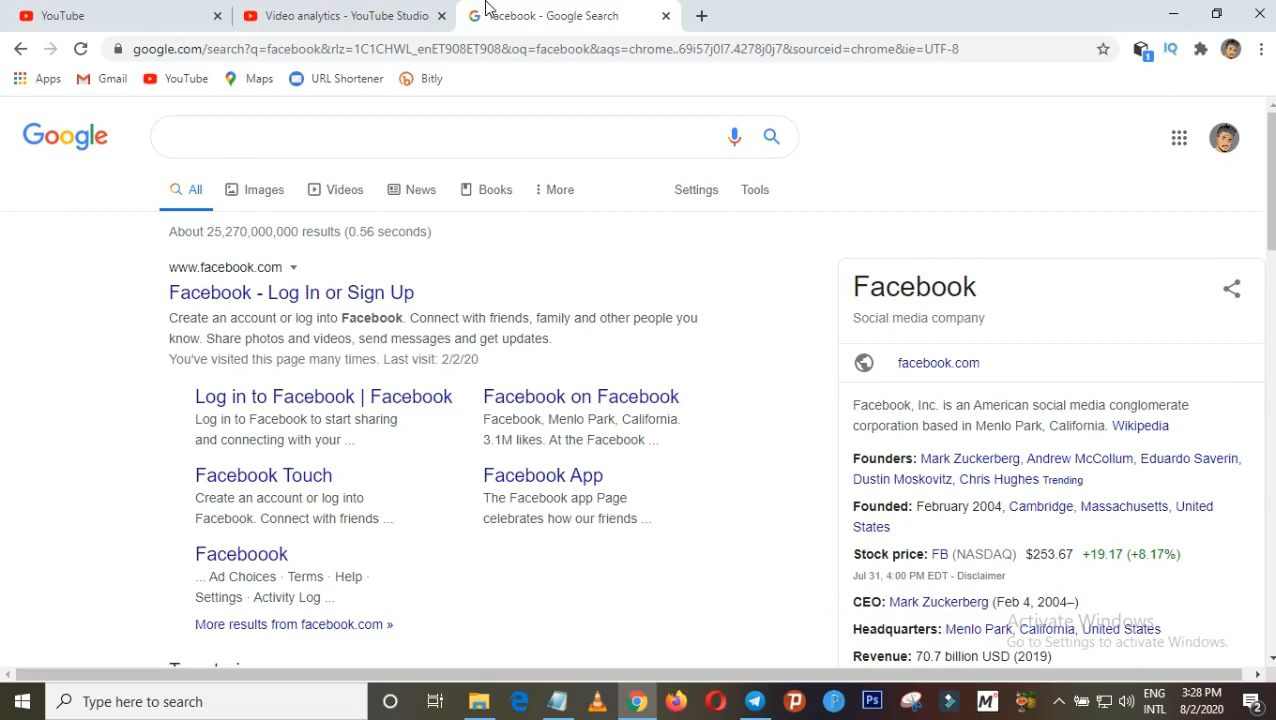 YouTube
Video analytics - YouTube Studio
facebook - Google Search
google.com/search?q=facebook&rlz=1C1CHWL_enET908ET908&oq=facebook&aqs=chrome..69i57j0l7.4278j0j7&sourceid=chrome&ie=UTF-8
1
IQ
Apps
Gmail
YouTube
Maps
URL Shortener
Bitly
Google
All
Images
Videos
News
Books
More
Settings
Tools
About 25,270,000,000 results (0.56 seconds)
www.facebook.com
Facebook - Log In or Sign Up
Create an account or log into Facebook. Connect with friends, family and other people you
know. Share photos and videos, send messages and get updates.
You've visited this page many times. Last visit: 2/2/20
Log in to Facebook | Facebook
Log in to Facebook to start sharing
and connecting with your ...
Facebook on Facebook
Facebook, Menlo Park, California.
3.1M likes. At the Facebook ...
Facebook Touch
Create an account or log into
Facebook. Connect with friends ...
Facebook App
The Facebook app Page
celebrates how our friends ...
Faceboook
... Ad Choices · Terms · Help ·
Settings · Activity Log ...
More results from facebook.com »
Facebook
Social media company
facebook.com
Facebook, Inc. is an American social media conglomerate
corporation based in Menlo Park, California. Wikipedia
Founders: Mark Zuckerberg, Andrew McCollum, Eduardo Saverin,
Dustin Moskovitz, Chris Hughes Trending
Founded: February 2004, Cambridge, Massachusetts, United
States
Stock price: FB (NASDAQ) $253.67 +19.17 (+8.17%)
Jul 31, 4:00 PM EDT - Disclaimer
CEO: Mark Zuckerberg (Feb 4, 2004–)
Headquarters: Menlo Park, California, United States
Revenue: 70.7 billion USD (2019)
Activate Windows
Go to Settings to activate Windows.
Type here to search
Ps
M
ENG
INTL
3:28 PM
8/2/2020
2